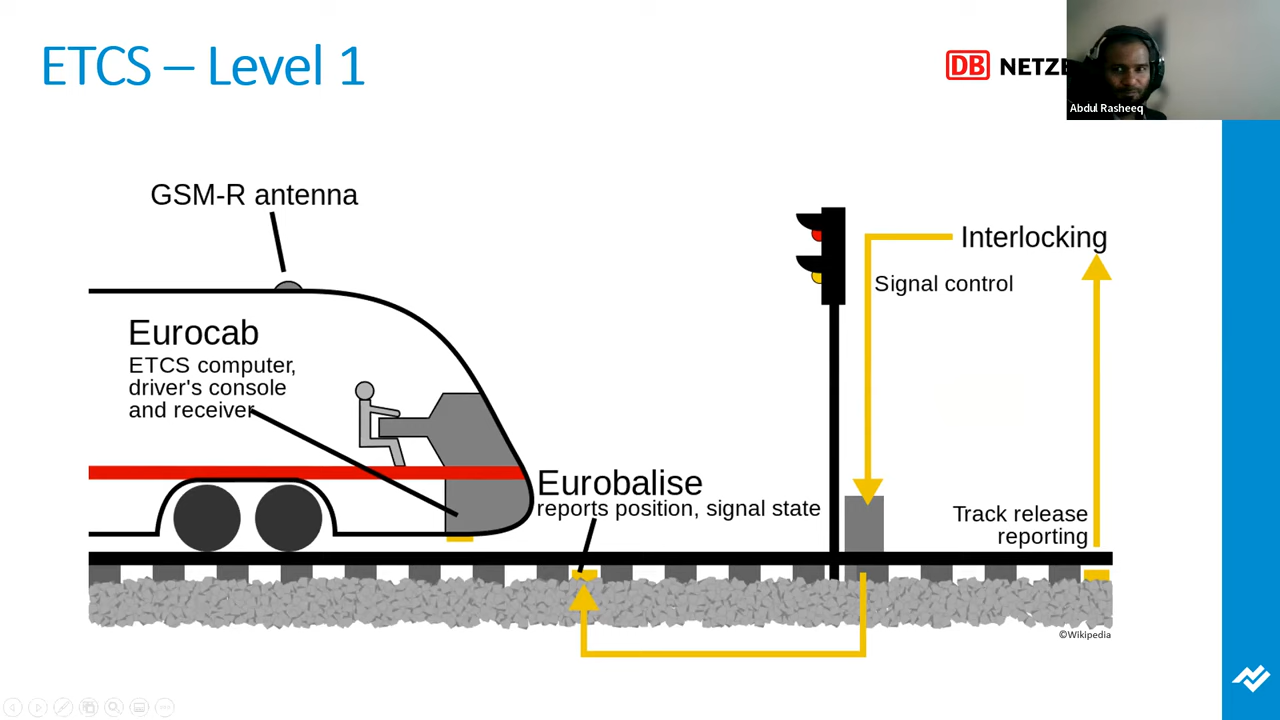 ETCS – Level 1
DB NETZE
Abdul Rasheeq
GSM-R antenna
Interlocking
Signal control
Eurocab
ETCS computer,
driver's console
and receiver
Eurobalise
reports position, signal state
Track release
reporting
©Wikipedia